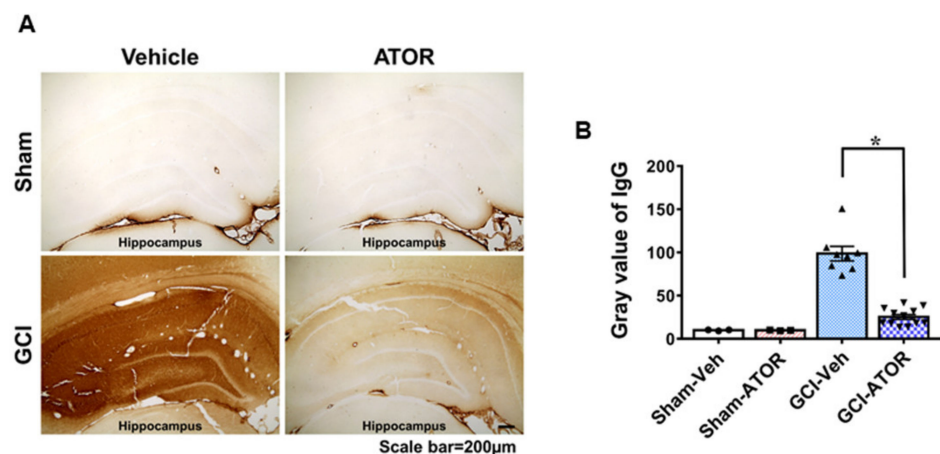 A
Vehicle ATOR
Sham
Hippocampus Hippocampus
GCI
Hippocampus Hippocampus
Scale bar=200µm
B
Gray value of IgG
200
150
100
50
0
*
Sham-Veh
Sham-ATOR
GCI-Veh
GCI-ATOR